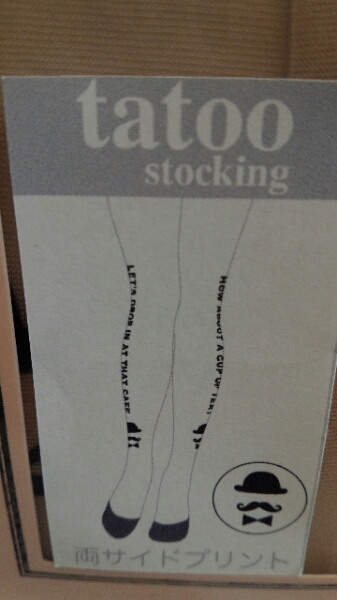 tatoo
stocking
LET'S DROP IN AT THAT CAFE
HOW ABOUT A CUP OF TEA?
両サイドプリント